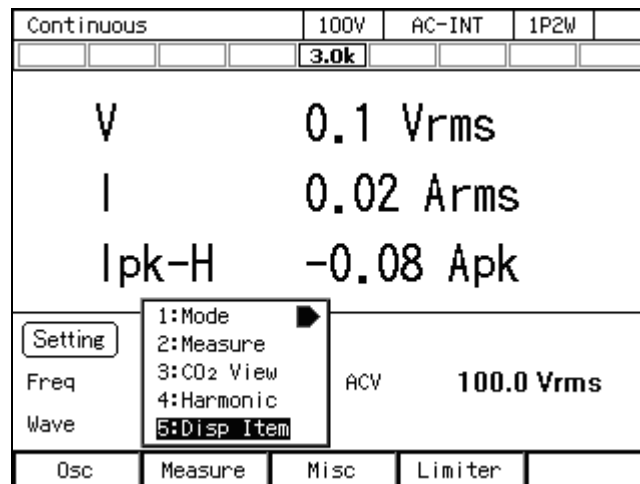 Continuous 100V AC-INT 1P2W
3.0k
V 0.1 Vrms
I 0.02 Arms
Ipk-H -0.08 Apk
1:Mode
Setting 2:Measure
3:CO₂ View
Freq ACV 100.0 Vrms
4:Harmonic
Wave 5:Disp Item
Osc Measure Misc Limiter